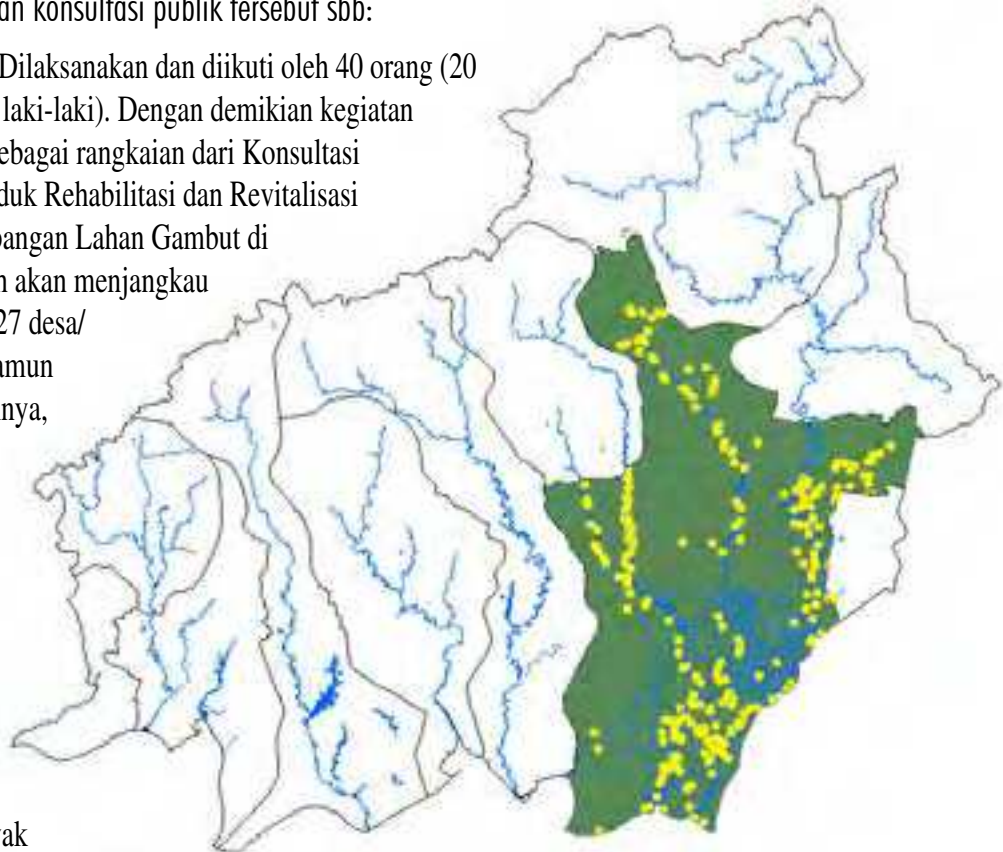 an konsultasi publik tersebut sbb:
Dilaksanakan dan diikuti oleh 40 orang (20
laki-laki). Dengan demikian kegiatan
ebagai rangkaian dari Konsultasi
duk Rehabilitasi dan Revitalisasi
bangan Lahan Gambut di
n akan menjangkau
27 desa/
amun
nya,
yak